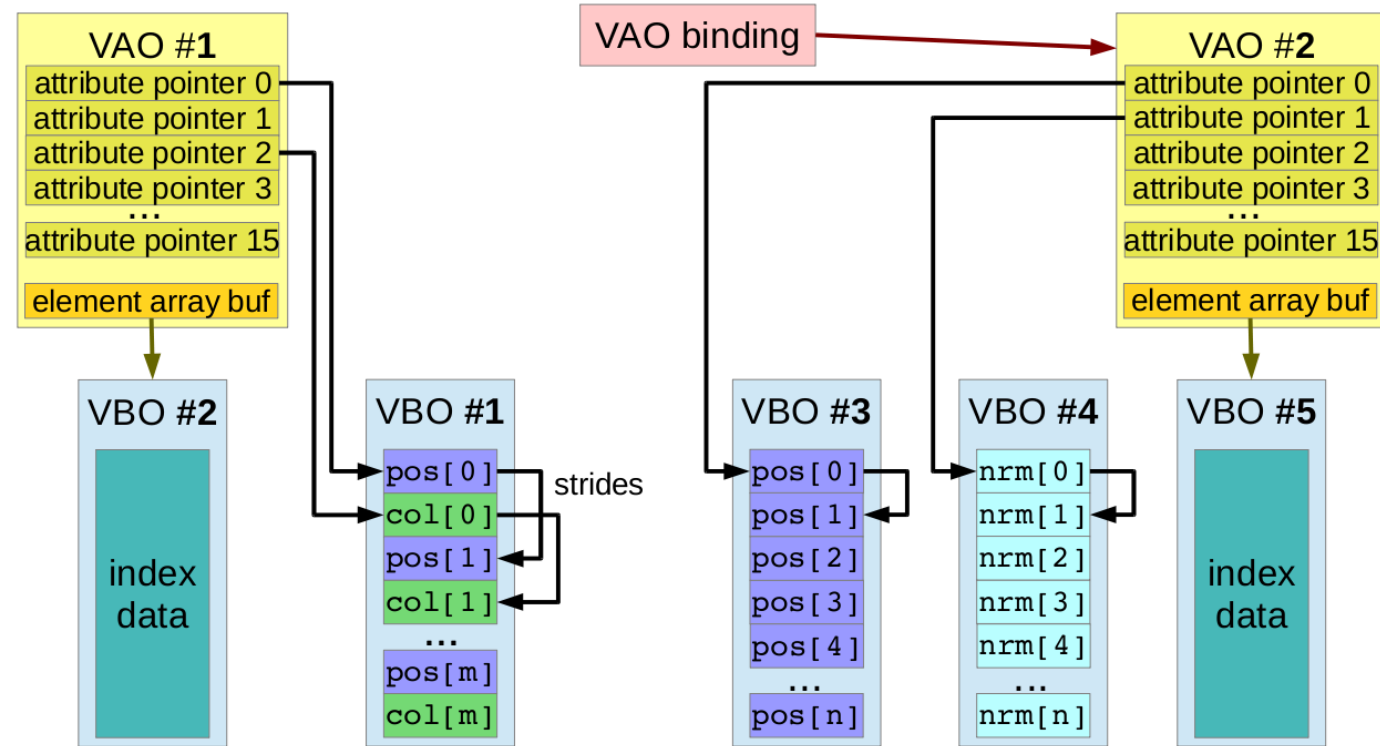 VAO #1
attribute pointer 0
attribute pointer 1
attribute pointer 2
attribute pointer 3
...
attribute pointer 15
element array buf
VAO binding
VAO #2
attribute pointer 0
attribute pointer 1
attribute pointer 2
attribute pointer 3
...
attribute pointer 15
element array buf
VBO #2
index
data
VBO #1
pos[0]
col[0]
pos[1]
col[1]
...
pos[m]
col[m]
strides
VBO #3
pos[0]
pos[1]
pos[2]
pos[3]
pos[4]
...
pos[n]
VBO #4
nrm[0]
nrm[1]
nrm[2]
nrm[3]
nrm[4]
...
nrm[n]
VBO #5
index
data